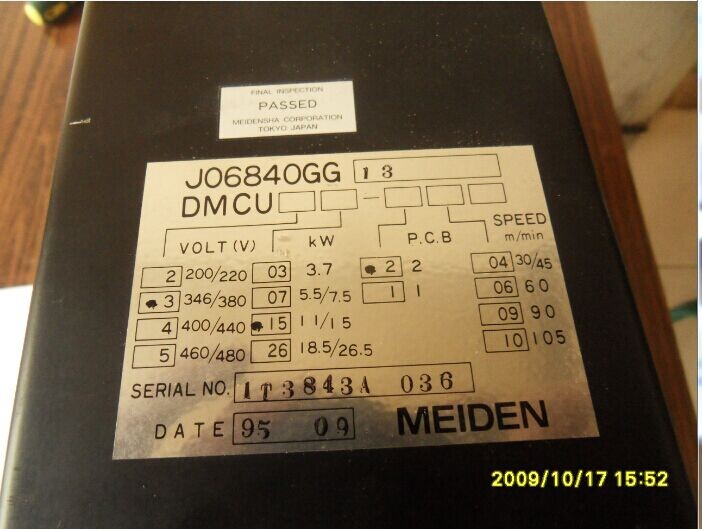 FINAL INSPECTION
PASSED
MEIDENSHA CORPORATION
TOKYO JAPAN
J06840GG 13
DMCU -
SPEED
VOLT (V) kW P.C.B m/min
2 200/220 03 3.7 2 2 04 30/45
3 346/380 07 5.5/7.5 1 1 06 60
4 400/440 15 11/15 09 90
5 460/480 26 18.5/26.5 10 105
SERIAL NO. 1T3843A 036
DATE 95 09 MEIDEN
2009/10/17 15:52